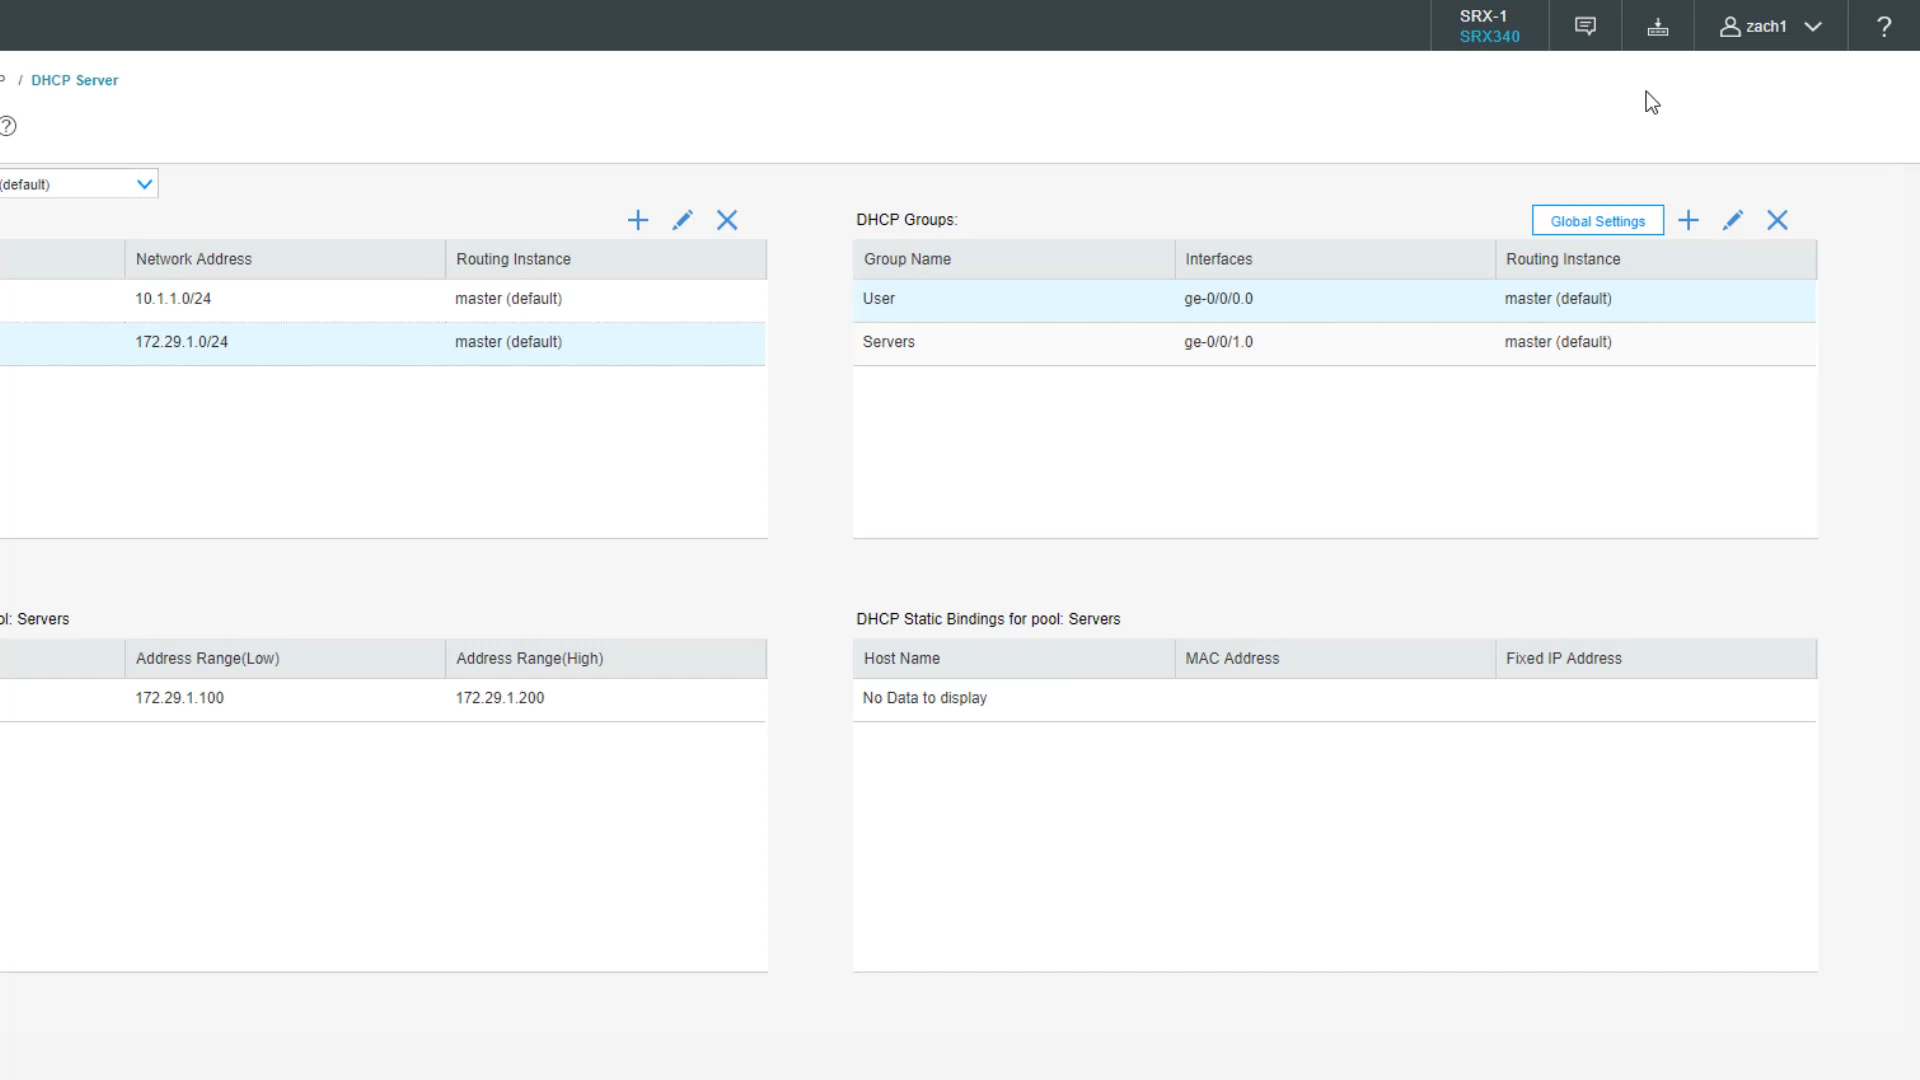 SRX-1
SRX340
zach1
?
P / DHCP Server
?
(default)
DHCP Groups:
Global Settings
Network Address Routing Instance
Group Name Interfaces Routing Instance
10.1.1.0/24 master (default)
User ge-0/0/0.0 master (default)
172.29.1.0/24 master (default)
Servers ge-0/0/1.0 master (default)
ol: Servers
DHCP Static Bindings for pool: Servers
Address Range(Low) Address Range(High)
Host Name MAC Address Fixed IP Address
172.29.1.100 172.29.1.200
No Data to display